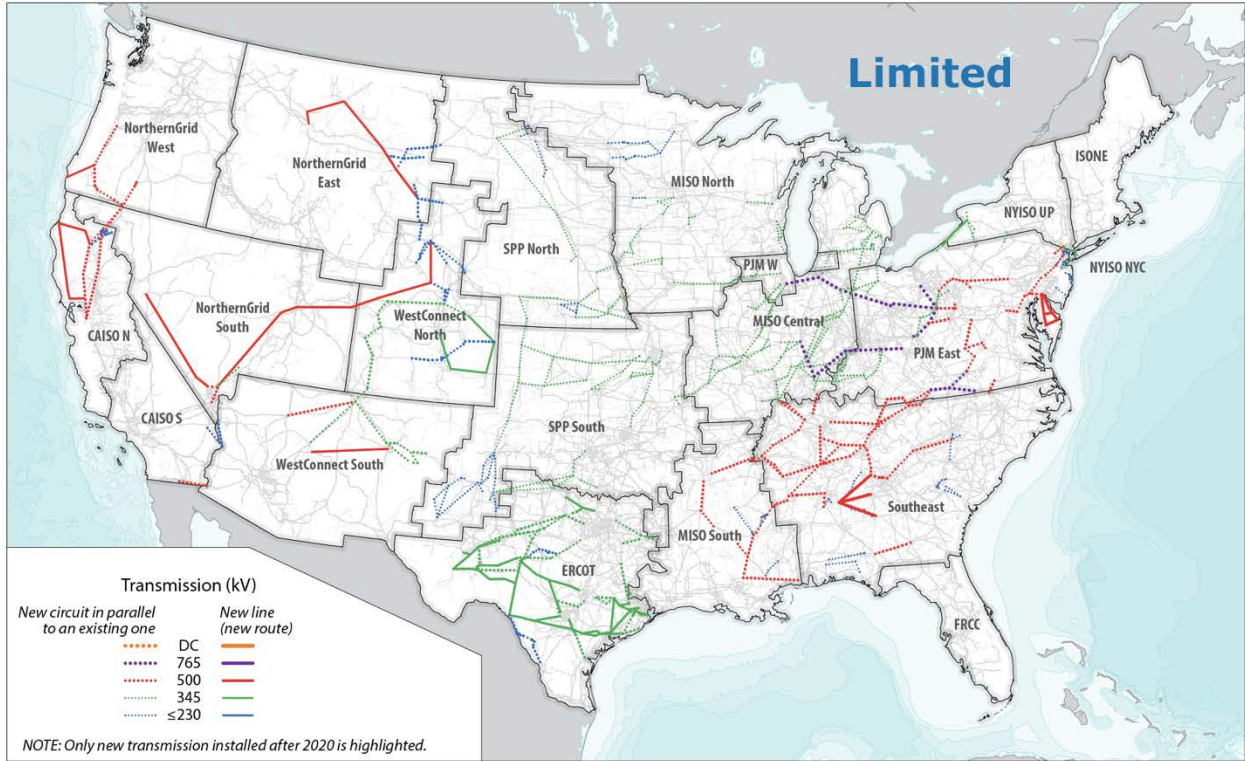 Limited
NorthernGrid
West
NorthernGrid
East
MISO North
ISONE
NYISO UP
SPP North
PJM W
NYISO NYC
NorthernGrid
South
WestConnect
North
MISO Central
CAISO N
PJM East
CAISO S
SPP South
WestConnect South
Southeast
MISO South
ERCOT
FRCC
Transmission (kV)
New circuit in parallel
to an existing one
New line
(new route)
DC
765
500
345
≤230
NOTE: Only new transmission installed after 2020 is highlighted.